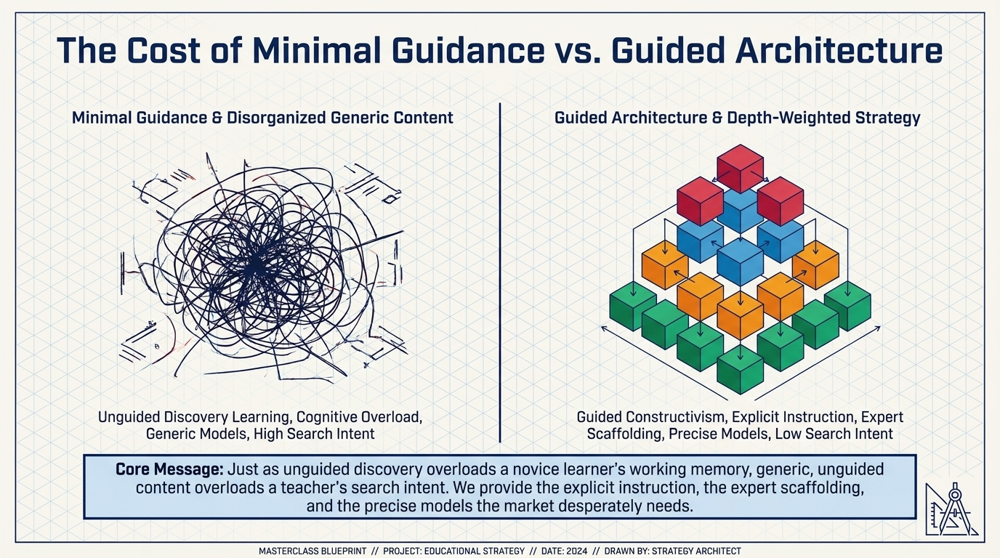 The Cost of Minimal Guidance vs. Guided Architecture
Minimal Guidance & Disorganized Generic Content
Guided Architecture & Depth-Weighted Strategy
Unguided Discovery Learning, Cognitive Overload,
Generic Models, High Search Intent
Guided Constructivism, Explicit Instruction, Expert
Scaffolding, Precise Models, Low Search Intent
Core Message: Just as unguided discovery overloads a novice learner's working memory, generic, unguided
content overloads a teacher's search intent. We provide the explicit instruction, the expert scaffolding,
and the precise models the market desperately needs.
MASTERCLASS BLUEPRINT // PROJECT: EDUCATIONAL STRATEGY // DATE: 2024 // DRAWN BY: STRATEGY ARCHITECT